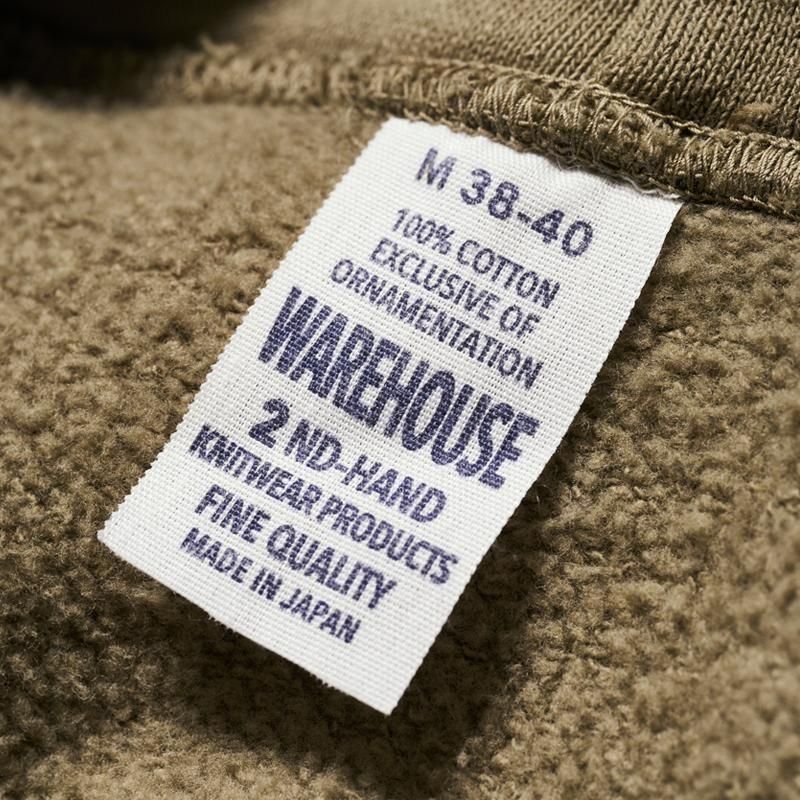 M 38-40
100% COTTON
EXCLUSIVE OF
ORNAMENTATION
WAREHOUSE
2 ND-HAND
KNITWEAR PRODUCTS
FINE QUALITY
MADE IN JAPAN